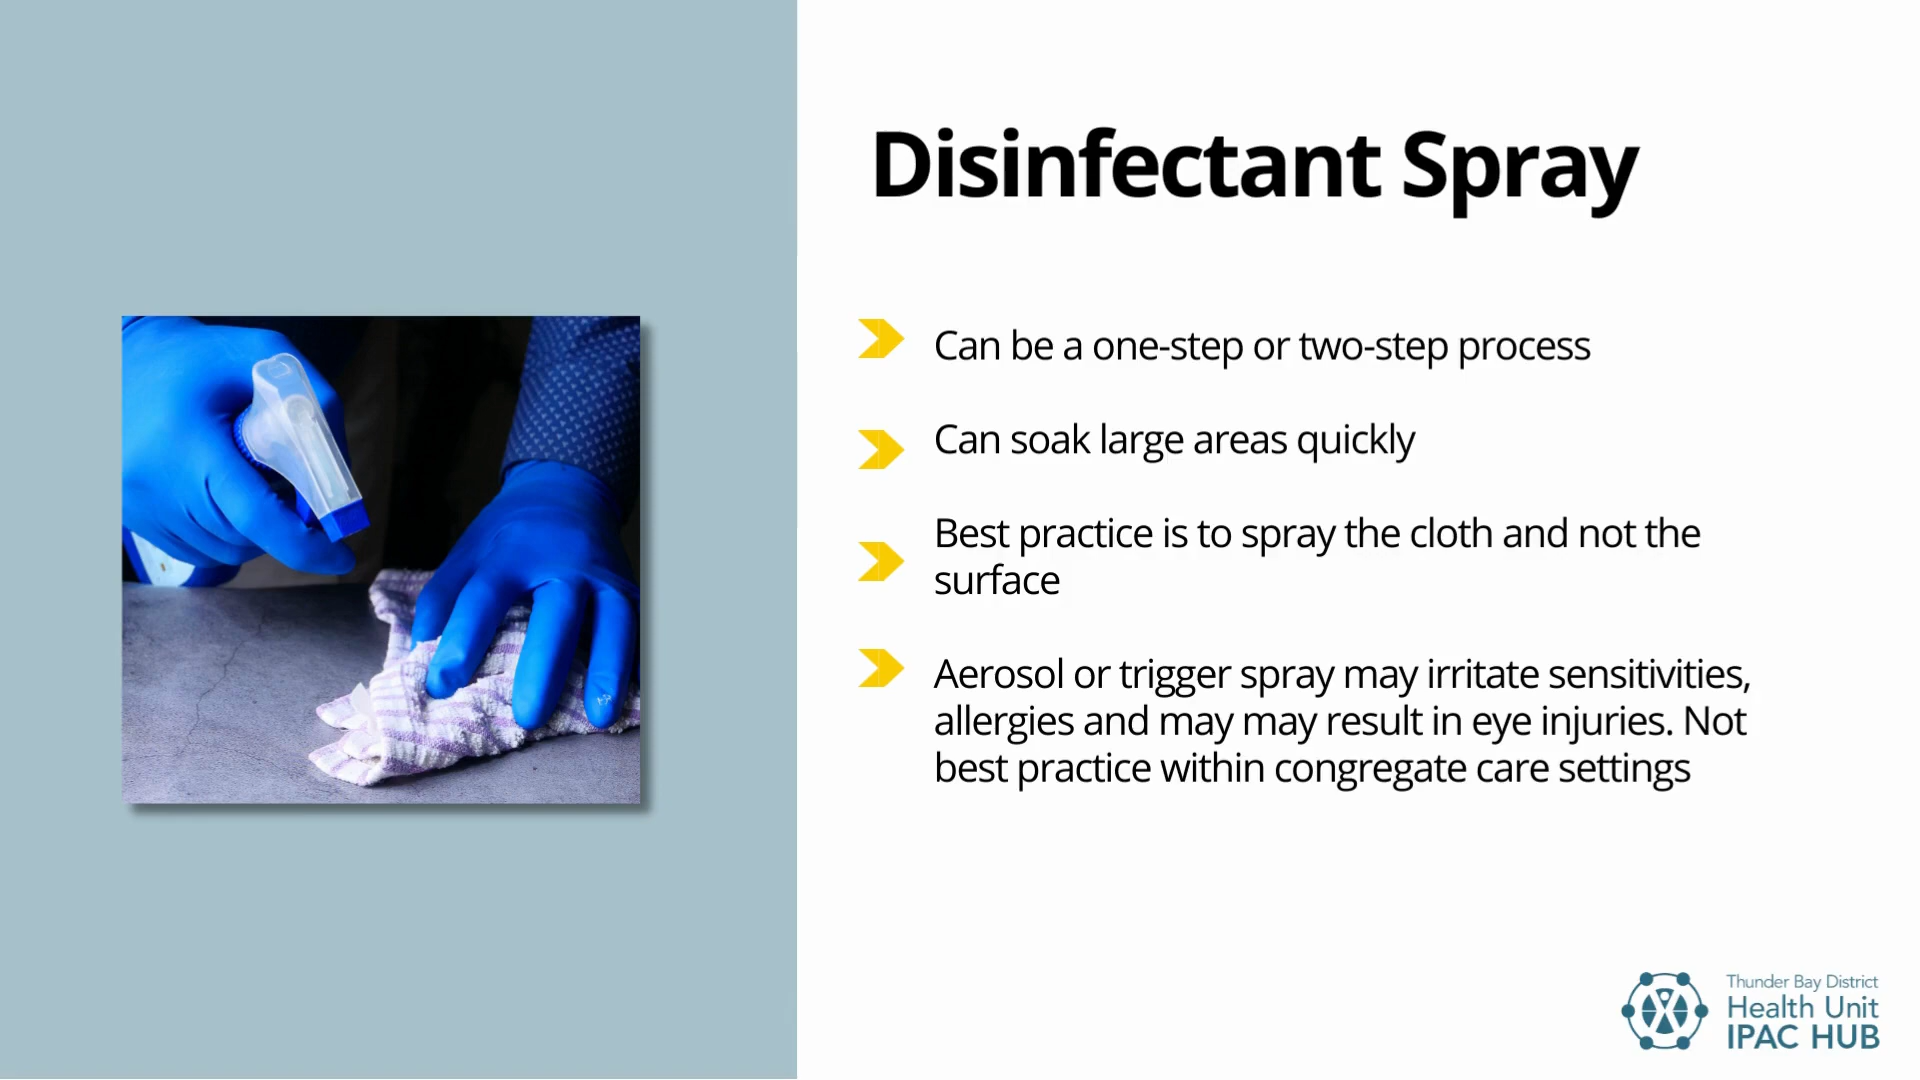 Disinfectant Spray
Can be a one-step or two-step process
Can soak large areas quickly
Best practice is to spray the cloth and not the
surface
Aerosol or trigger spray may irritate sensitivities,
allergies and may may result in eye injuries. Not
best practice within congregate care settings
Thunder Bay District
Health Unit
IPAC HUB